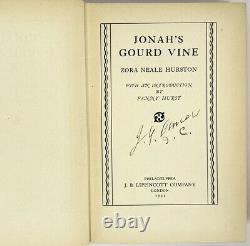 JONAH'S
GOURD VINE
ZORA NEALE HURSTON
WITH AN INTRODUCTION
BY
FANNY HURST
PHILADELPHIA
J. B. LIPPINCOTT COMPANY
LONDON